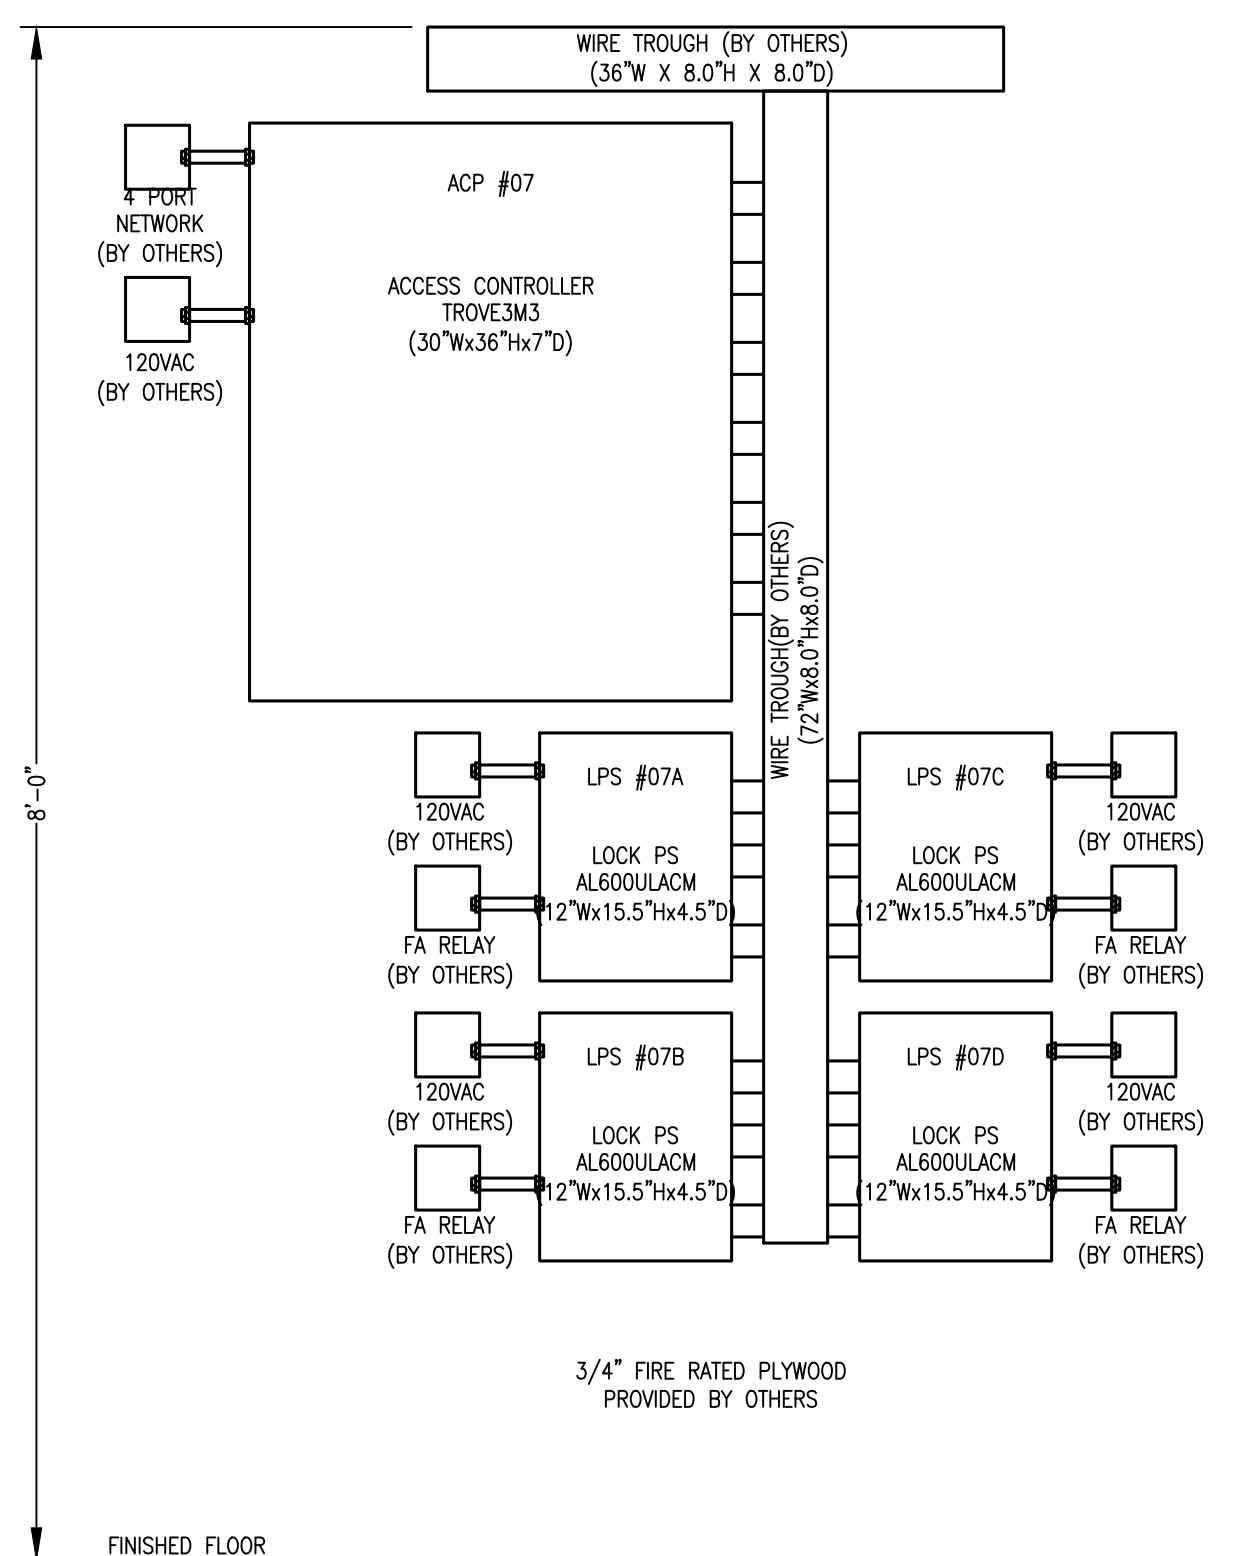 WIRE TROUGH (BY OTHERS)
(36"W X 8.0"H X 8.0"D)
ACP #07
4 PORT
NETWORK
(BY OTHERS)
ACCESS CONTROLLER
TROVE3M3
(30"Wx36"Hx7"D)
120VAC
(BY OTHERS)
WIRE TROUGH(BY OTHERS)
(72"Wx8.0"Hx8.0"D)
8'-0"
LPS #07A
120VAC
(BY OTHERS)
LOCK PS
AL600ULACM
(12"Wx15.5"Hx4.5"D)
FA RELAY
(BY OTHERS)
LPS #07C
120VAC
(BY OTHERS)
LOCK PS
AL600ULACM
(12"Wx15.5"Hx4.5"D)
FA RELAY
(BY OTHERS)
LPS #07B
120VAC
(BY OTHERS)
LOCK PS
AL600ULACM
(12"Wx15.5"Hx4.5"D)
FA RELAY
(BY OTHERS)
LPS #07D
120VAC
(BY OTHERS)
LOCK PS
AL600ULACM
(12"Wx15.5"Hx4.5"D)
FA RELAY
(BY OTHERS)
3/4" FIRE RATED PLYWOOD
PROVIDED BY OTHERS
FINISHED FLOOR